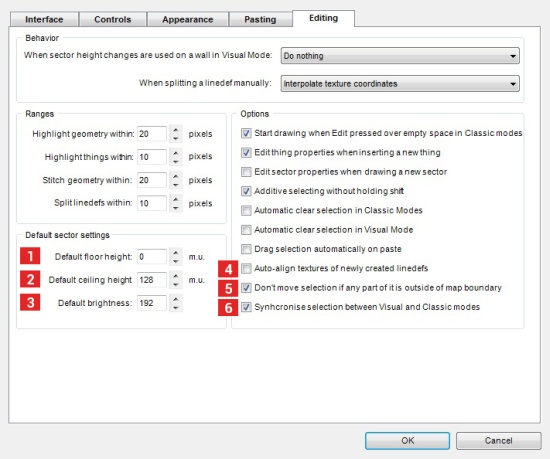 Interface Controls Appearance Pasting Editing
Behavior
When sector height changes are used on a wall in Visual Mode: Do nothing
When splitting a linedef manually: Interpolate texture coordinates
Ranges
Highlight geometry within: 20 pixels
Highlight things within: 10 pixels
Stitch geometry within: 20 pixels
Split linedefs within: 10 pixels
Default sector settings
1 Default floor height: 0 m.u.
2 Default ceiling height 128 m.u.
3 Default brightness: 192
Options
Start drawing when Edit pressed over empty space in Classic modes
Edit thing properties when inserting a new thing
Edit sector properties when drawing a new sector
Additive selecting without holding shift
Automatic clear selection in Classic Modes
Automatic clear selection in Visual Mode
Drag selection automatically on paste
4 Auto-align textures of newly created linedefs
5 Don't move selection if any part of it is outside of map boundary
6 Synhcronise selection between Visual and Classic modes
OK Cancel